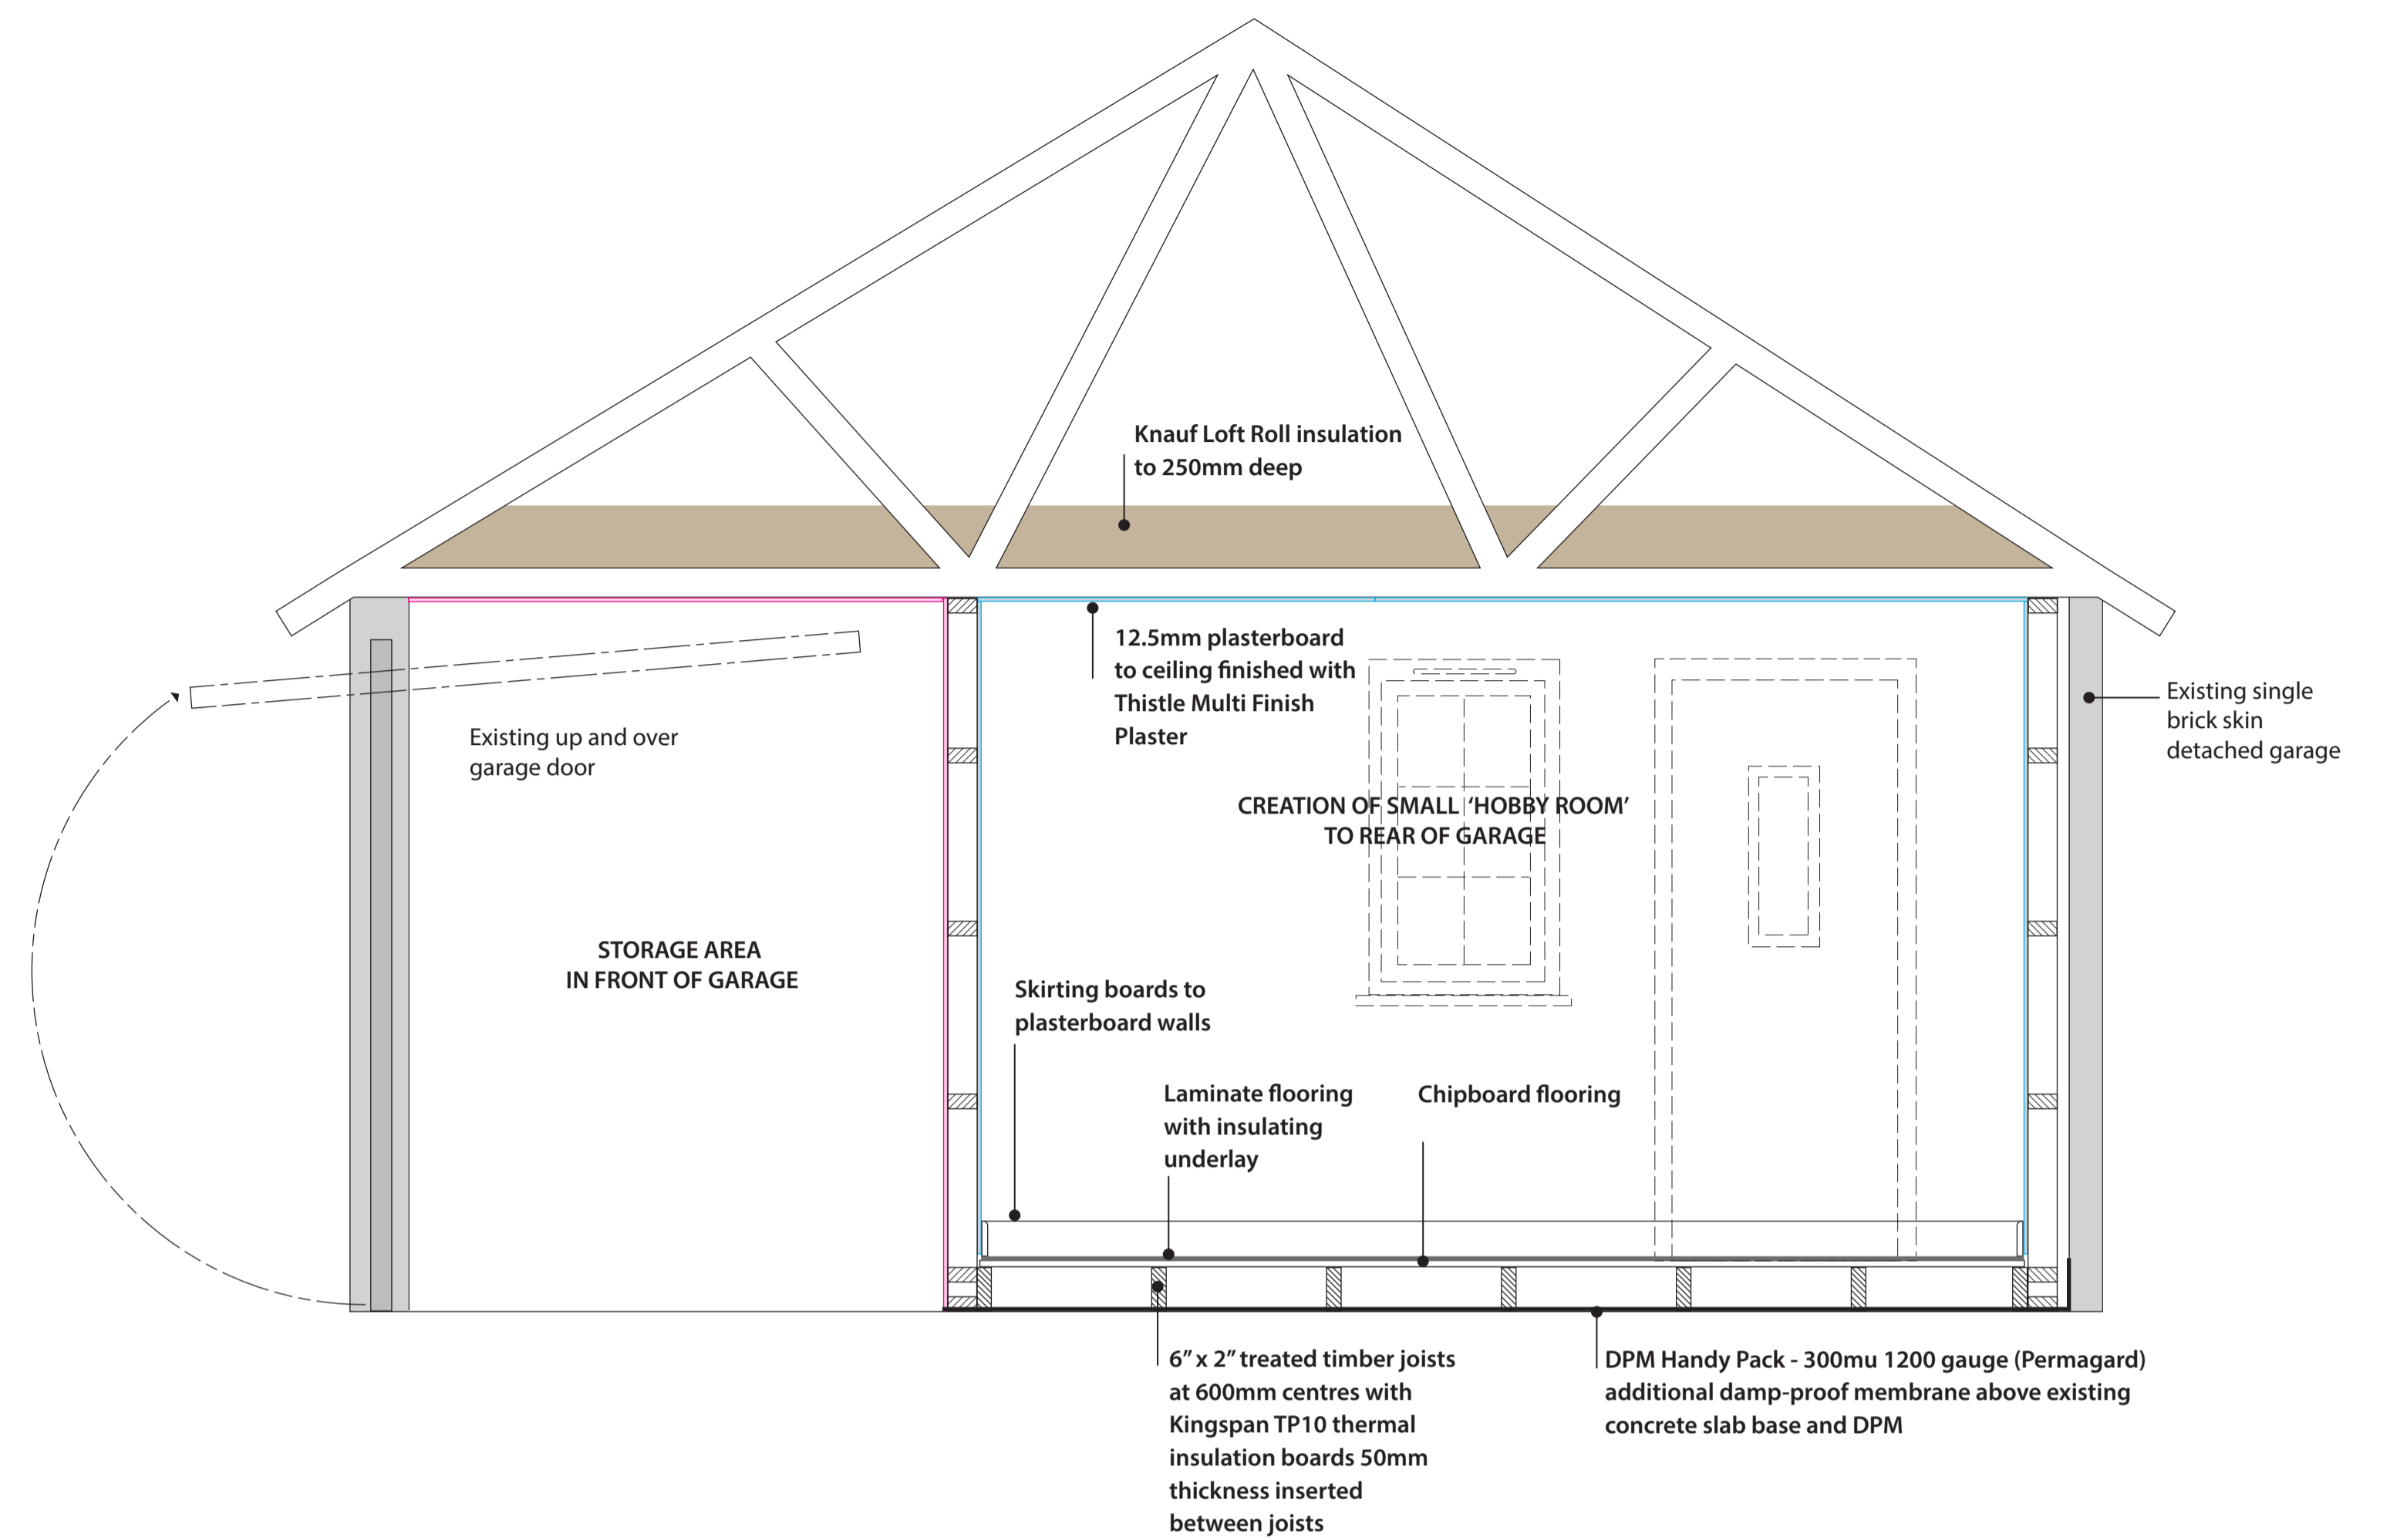 Knauf Loft Roll insulation
to 250mm deep
12.5mm plasterboard
to ceiling finished with
Thistle Multi Finish
Plaster
Existing single
brick skin
detached garage
Existing up and over
garage door
CREATION OF SMALL ‘HOBBY ROOM’
TO REAR OF GARAGE
STORAGE AREA
IN FRONT OF GARAGE
Skirting boards to
plasterboard walls
Laminate flooring
with insulating
underlay
Chipboard flooring
6” x 2” treated timber joists
at 600mm centres with
Kingspan TP10 thermal
insulation boards 50mm
thickness inserted
between joists
DPM Handy Pack - 300mu 1200 gauge (Permagard)
additional damp-proof membrane above existing
concrete slab base and DPM